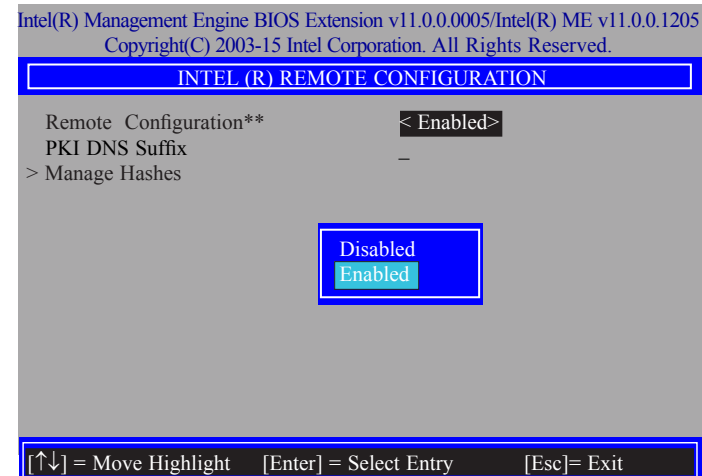 Intel(R) Management Engine BIOS Extension v11.0.0.0005/Intel(R) ME v11.0.0.1205
Copyright(C) 2003-15 Intel Corporation. All Rights Reserved.
INTEL (R) REMOTE CONFIGURATION
Remote Configuration** < Enabled>
PKI DNS Suffix _
> Manage Hashes
Disabled
Enabled
[↑↓] = Move Highlight [Enter] = Select Entry [Esc]= Exit